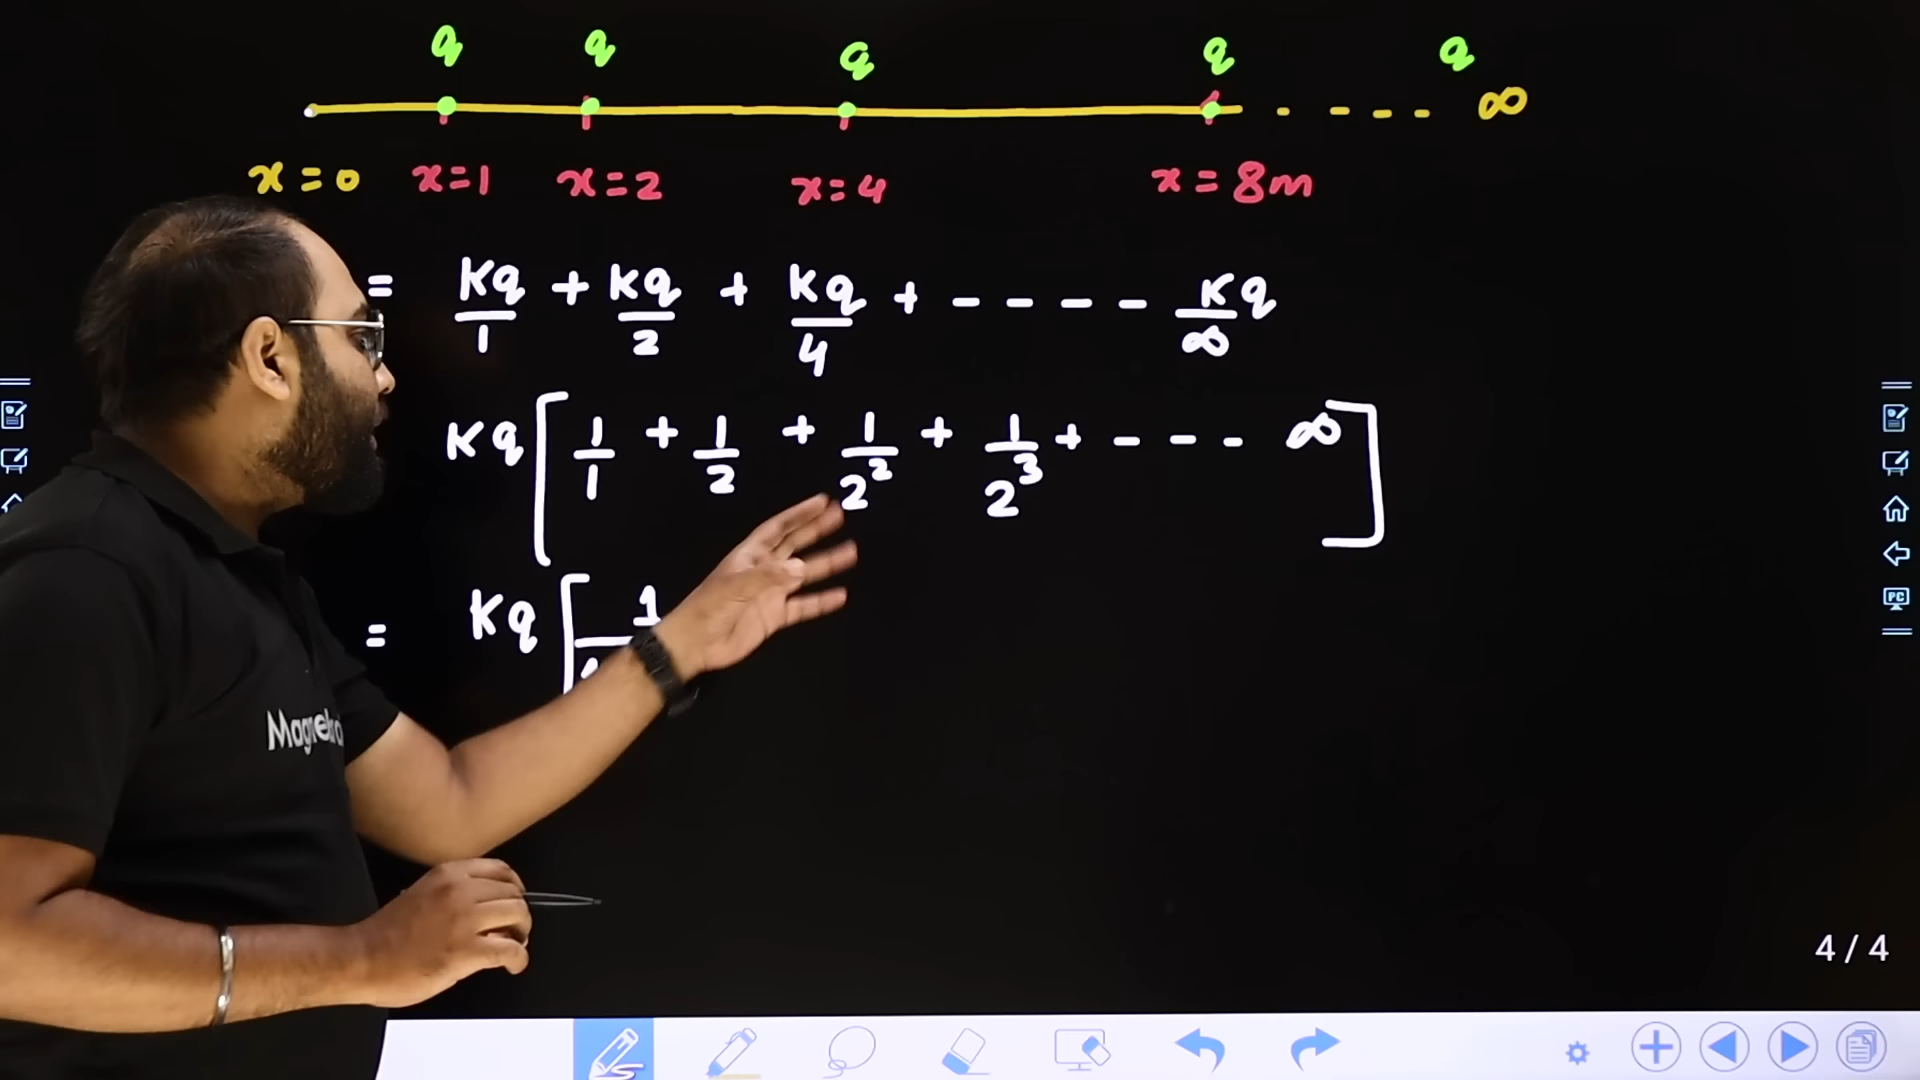 q q q q q
∞
x=0 x=1 x=2 x=4 x=8m
= Kq/1 + Kq/2 + Kq/4 + ---- Kq/∞
Kq[1/1 + 1/2 + 1/2² + 1/2³ + --- ∞]
= Kq[1
4/4
PC